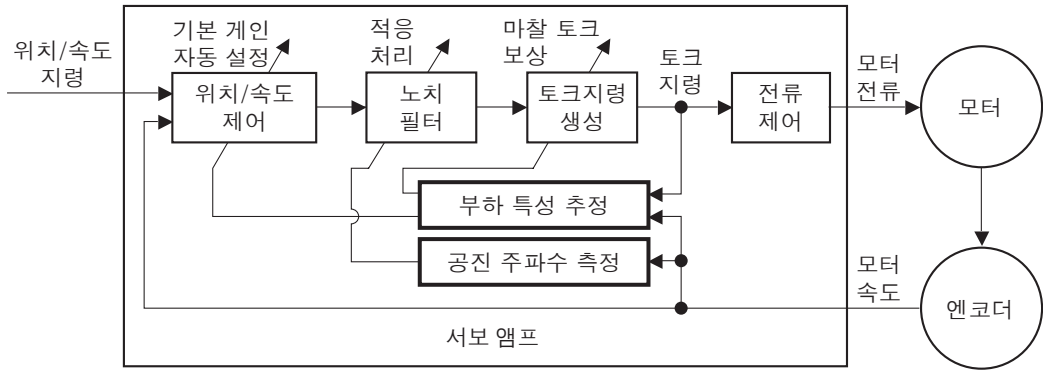 위치/속도
지령
기본 게인
자동 설정
적응
처리
마찰 토크
보상
토크
지령
모터
전류
위치/속도
제어
노치
필터
토크지령
생성
전류
제어
모터
부하 특성 추정
공진 주파수 측정
모터
속도
엔코더
서보 앰프